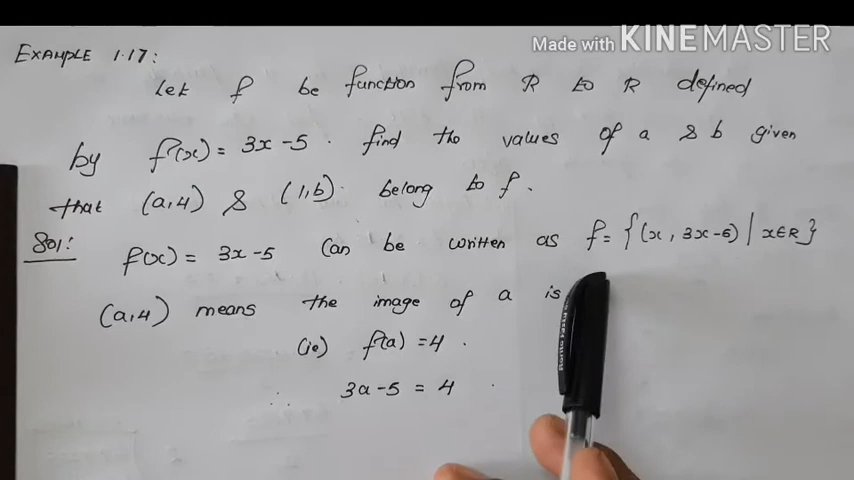 Made with KINEMASTER
EXAMPLE 1.17:
Let f be function from R to R defined
by f(x) = 3x - 5 . find the values of a & b given
that (a,4) & (1,b) belong to f.
Sol:
f(x) = 3x - 5 Can be written as f = {(x, 3x-5) | x∈R}
(a,4) means the image of a is
(ie) f(a) = 4 .
∴ 3a - 5 = 4